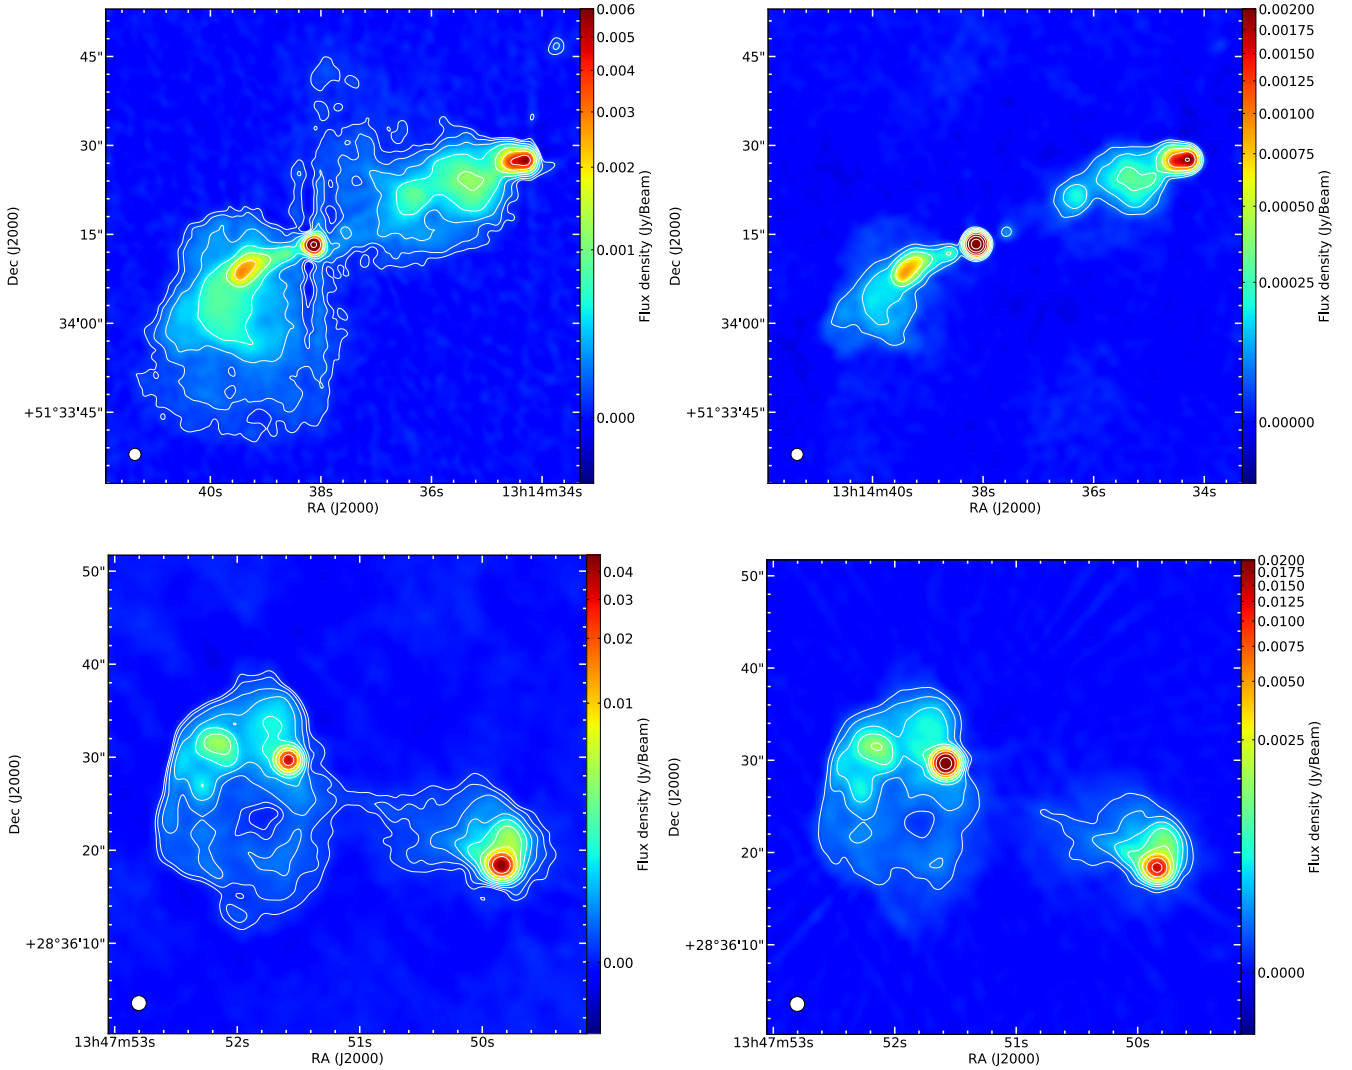 0.006
0.005
0.004
0.003
0.002
0.001
0.000
Flux density (Jy/Beam)
45"
30"
15"
34'00"
+51°33'45"
Dec (J2000)
40s
38s
36s
13h14m34s
RA (J2000)
0.00200
0.00175
0.00150
0.00125
0.00100
0.00075
0.00050
0.00025
0.00000
Flux density (Jy/Beam)
45"
30"
15"
34'00"
+51°33'45"
Dec (J2000)
13h14m40s
38s
36s
34s
RA (J2000)
0.04
0.03
0.02
0.01
0.00
Flux density (Jy/Beam)
50"
40"
30"
20"
+28°36'10"
Dec (J2000)
13h47m53s
52s
51s
50s
RA (J2000)
0.0200
0.0175
0.0150
0.0125
0.0100
0.0075
0.0050
0.0025
0.0000
Flux density (Jy/Beam)
50"
40"
30"
20"
+28°36'10"
Dec (J2000)
13h47m53s
52s
51s
50s
RA (J2000)